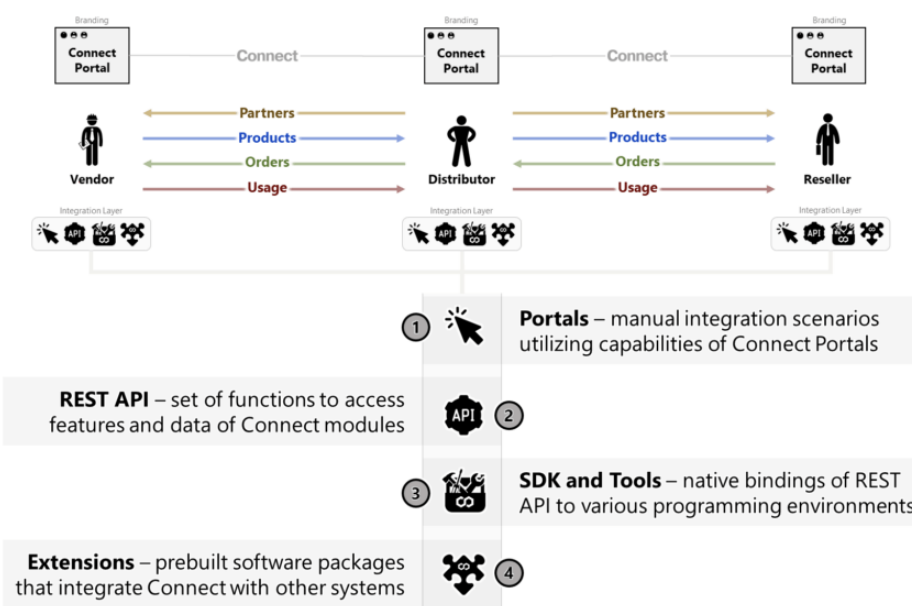 Branding
Branding
Branding
Connect
Portal
Connect
Connect
Portal
Connect
Connect
Portal
Partners
Partners
Products
Products
Orders
Orders
Usage
Usage
Vendor
Distributor
Reseller
Integration Layer
Integration Layer
Integration Layer
API
API
API
1
Portals – manual integration scenarios
utilizing capabilities of Connect Portals
REST API – set of functions to access
features and data of Connect modules
API
2
3
SDK and Tools – native bindings of REST
API to various programming environments
Extensions – prebuilt software packages
that integrate Connect with other systems
4